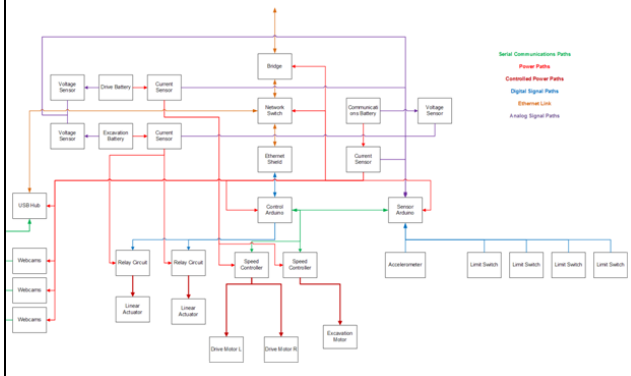 Serial Communications Paths
Power Paths
Controlled Power Paths
Digital Signal Paths
Ethernet Link
Analog Signal Paths
Bridge
Voltage
Sensor
Drive Battery
Current
Sensor
Network
Switch
Communicati
ons Battery
Voltage
Sensor
Voltage
Sensor
Excavation
Battery
Current
Sensor
Ethernet
Shield
Current
Sensor
USB Hub
Control
Arduino
Sensor
Arduino
Webcams
Relay Circuit
Relay Circuit
Speed
Controller
Speed
Controller
Accelerometer
Limit Switch
Limit Switch
Limit Switch
Limit Switch
Webcams
Linear
Actuator
Linear
Actuator
Webcams
Drive Motor L
Drive Motor R
Excavation
Motor